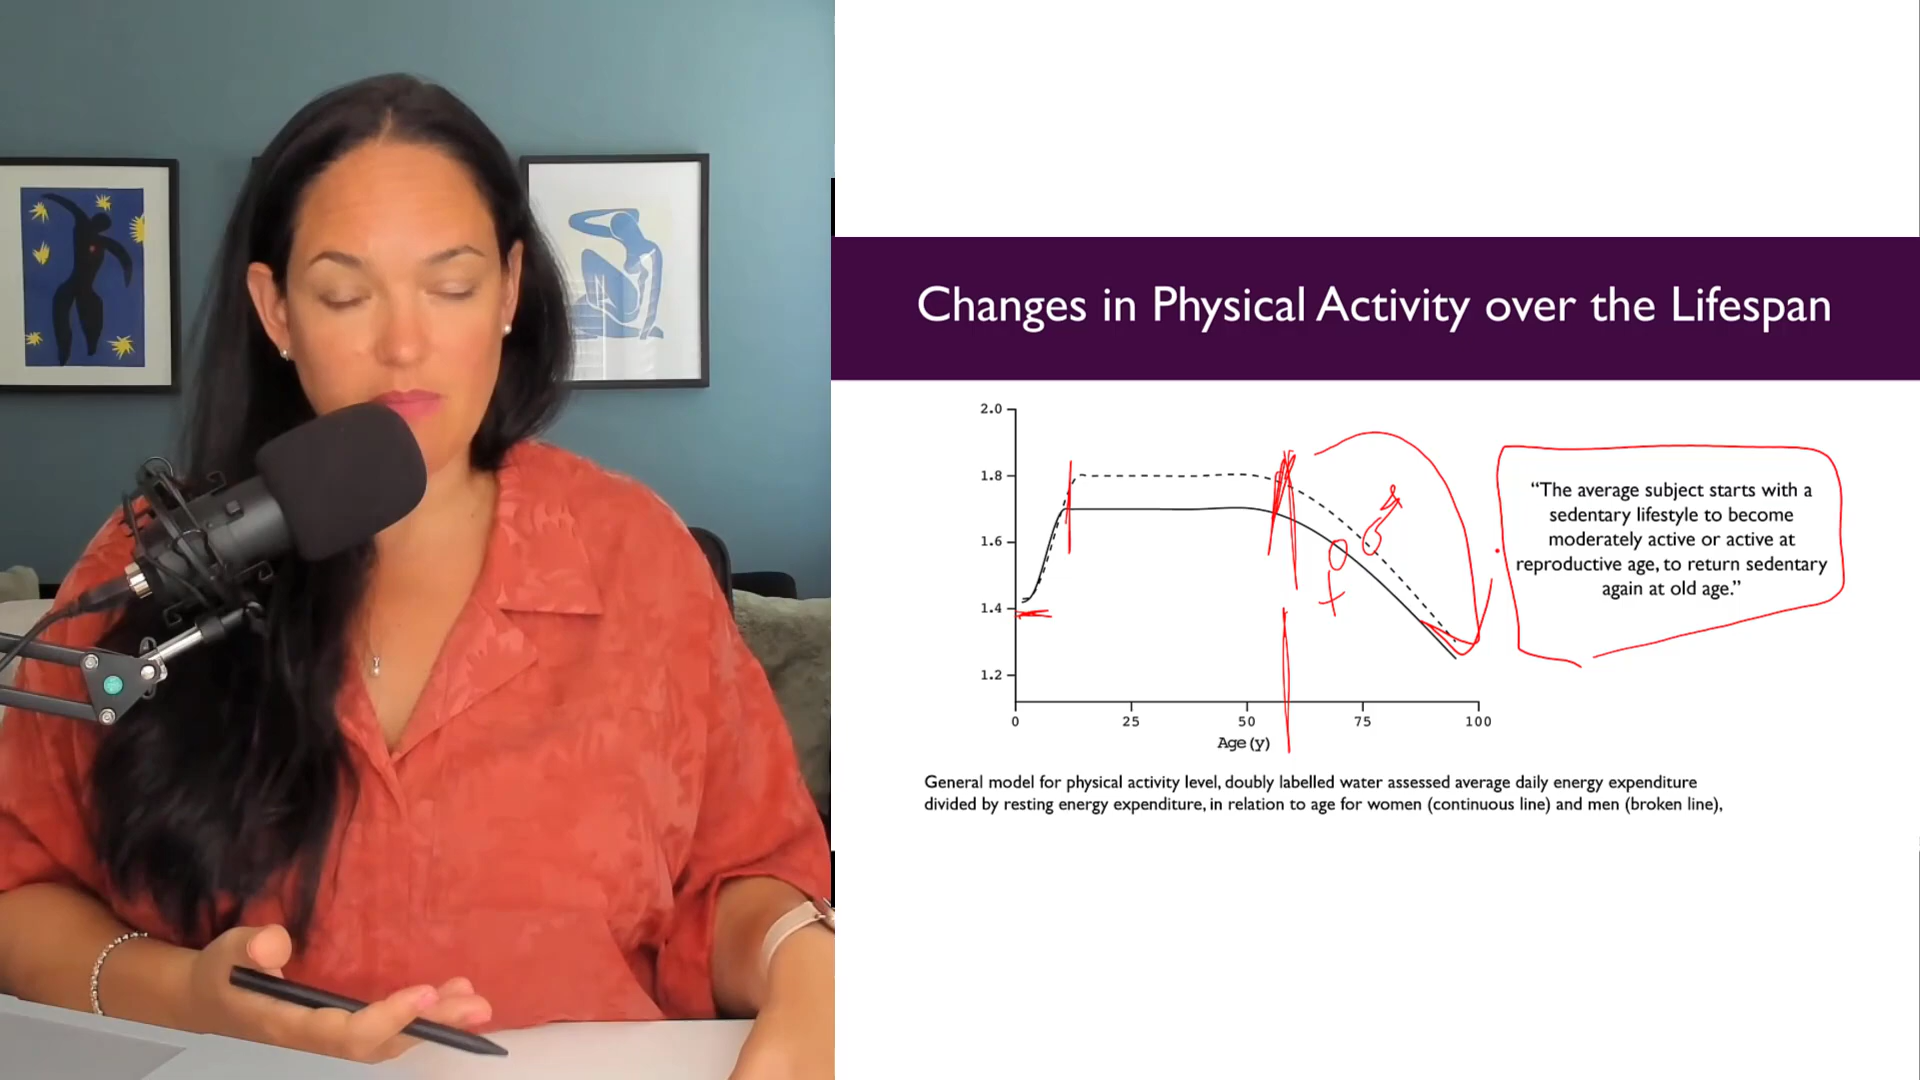 Changes in Physical Activity over the Lifespan
2.0
1.8
1.6
1.4
1.2
0
25
50
75
100
Age (y)
“The average subject starts with a
sedentary lifestyle to become
moderately active or active at
reproductive age, to return sedentary
again at old age.”
General model for physical activity level, doubly labelled water assessed average daily energy expenditure
divided by resting energy expenditure, in relation to age for women (continuous line) and men (broken line),